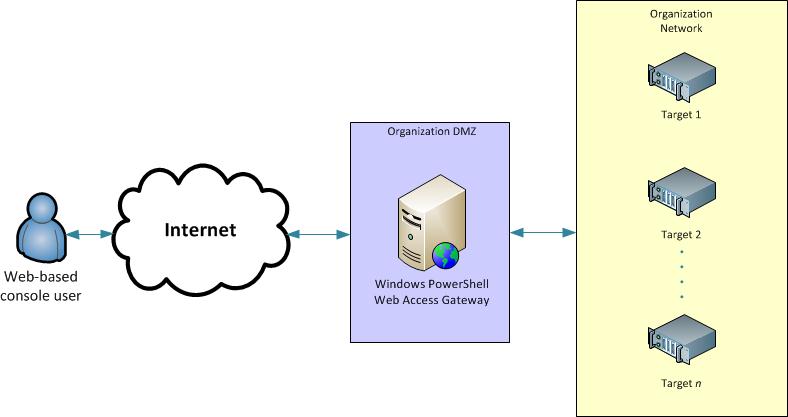 Web-based
console user
Internet
Organization DMZ
Windows PowerShell
Web Access Gateway
Organization
Network
Target 1
Target 2
Target n